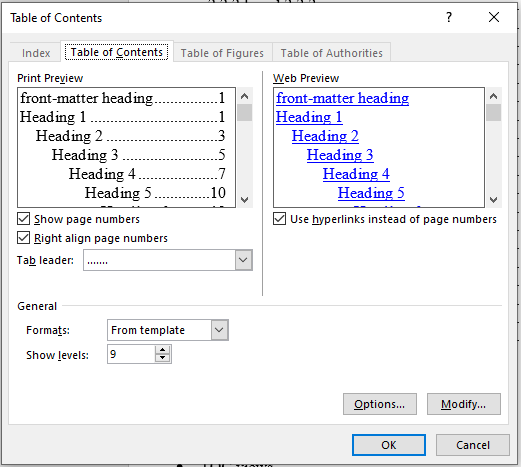 Table of Contents
Index
Table of Contents
Table of Figures
Table of Authorities
Print Preview
front-matter heading...............1
Heading 1................................1
Heading 2.............................3
Heading 3........................5
Heading 4....................7
Heading 5..............10
Show page numbers
Right align page numbers
Tab leader: .......
Web Preview
front-matter heading
Heading 1
Heading 2
Heading 3
Heading 4
Heading 5
Use hyperlinks instead of page numbers
General
Formats: From template
Show levels: 9
Options...
Modify...
OK
Cancel